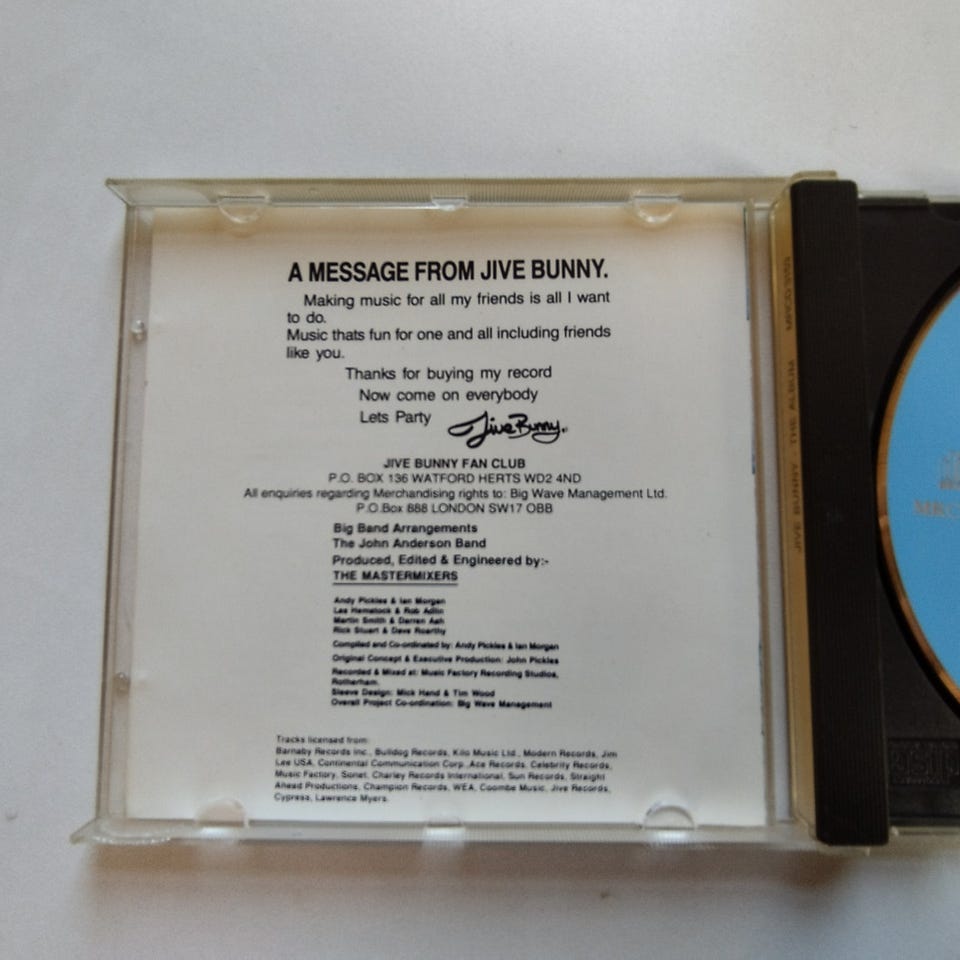 A MESSAGE FROM JIVE BUNNY.
Making music for all my friends is all I want
to do.
Music thats fun for one and all including friends
like you.
Thanks for buying my record
Now come on everybody
Lets Party Jive Bunny.
JIVE BUNNY FAN CLUB
P.O. BOX 136 WATFORD HERTS WD2 4ND
All enquiries regarding Merchandising rights to: Big Wave Management Ltd.
P.O.Box 888 LONDON SW17 OBB
Big Band Arrangements
The John Anderson Band
Produced, Edited & Engineered by:-
THE MASTERMIXERS
Andy Pickles & Ian Morgan
Les Hemstock & Rob Adlin
Martin Smith & Darren Ash
Rick Stuart & Dave Roarthy
Compiled and Co-ordinated by: Andy Pickles & Ian Morgan
Original Concept & Executive Production: John Pickles
Recorded & Mixed at: Music Factory Recording Studios,
Rotherham.
Sleeve Design: Mick Hand & Tim Wood
Overall Project Co-ordination: Big Wave Management
Tracks licensed from:
Barnaby Records Inc., Bulldog Records, Kilo Music Ltd., Modern Records, Jim
Lee USA, Continental Communication Corp., Ace Records, Celebrity Records,
Music Factory, Sonet, Charley Records International, Sun Records, Straight
Ahead Productions, Champion Records, WEA, Coombe Music, Jive Records,
Cypress, Lawrence Myers.
JIVE BUNNY - THE ALBUM